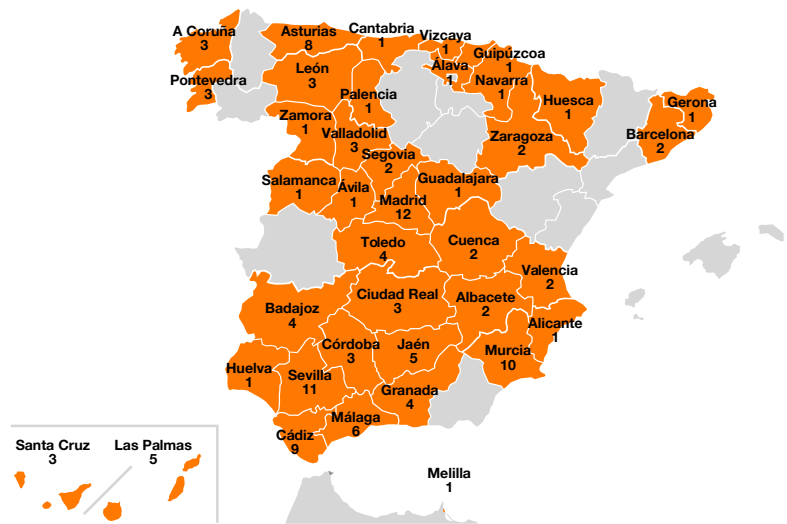 A Coruña
3
Asturias
8
Cantabria
1
Vizcaya
1
Guipúzcoa
1
Álava
1
Navarra
1
León
3
Pontevedra
3
Palencia
1
Huesca
1
Gerona
1
Zamora
1
Valladolid
3
Zaragoza
2
Barcelona
2
Segovia
2
Salamanca
1
Ávila
1
Guadalajara
1
Madrid
12
Toledo
4
Cuenca
2
Valencia
2
Ciudad Real
3
Albacete
2
Badajoz
4
Alicante
1
Córdoba
3
Jaén
5
Murcia
10
Huelva
1
Sevilla
11
Granada
4
Málaga
6
Cádiz
9
Santa Cruz
3
Las Palmas
5
Melilla
1